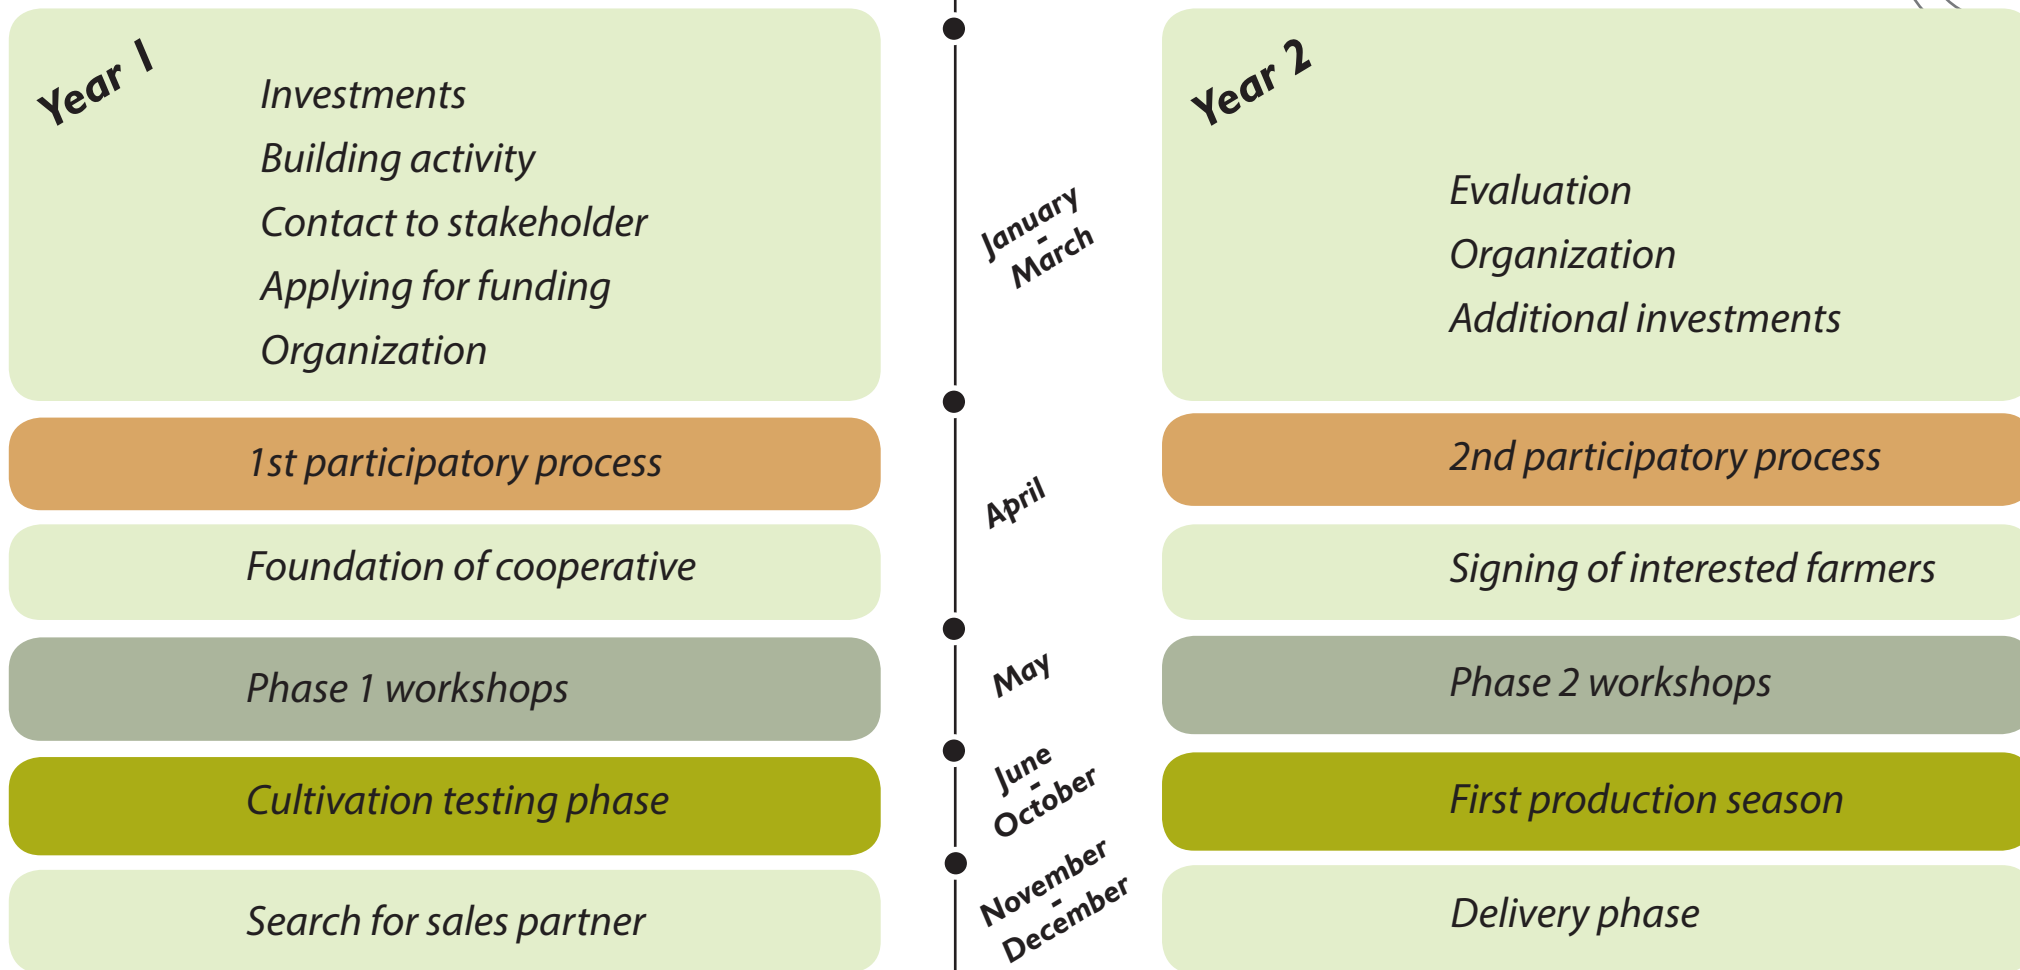 Year 1
Investments
Building activity
Contact to stakeholder
Applying for funding
Organization
1st participatory process
Foundation of cooperative
Phase 1 workshops
Cultivation testing phase
Search for sales partner
January
-
March
April
May
June
-
October
November
-
December
Year 2
Evaluation
Organization
Additional investments
2nd participatory process
Signing of interested farmers
Phase 2 workshops
First production season
Delivery phase